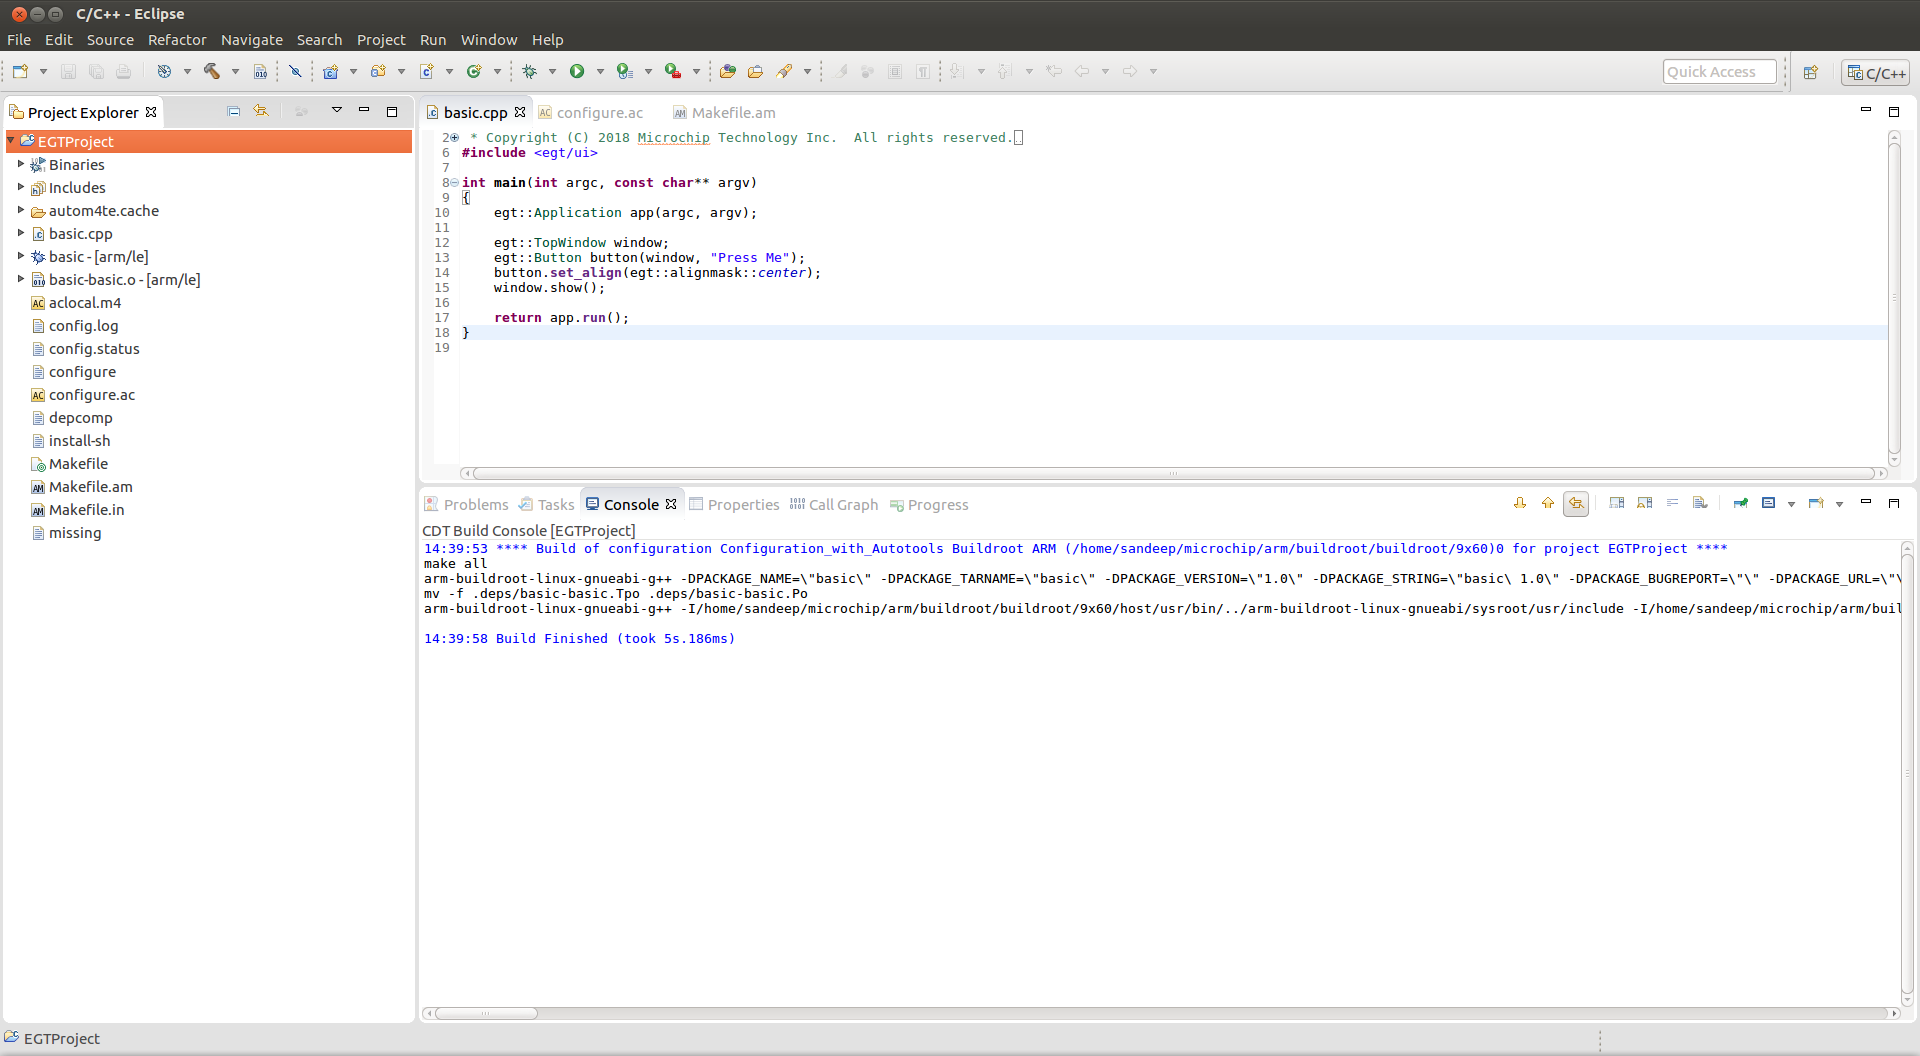 C/C++ - Eclipse
File Edit Source Refactor Navigate Search Project Run Window Help
Quick Access
C/C++
Project Explorer
EGTProject
Binaries
Includes
autom4te.cache
basic.cpp
basic - [arm/le]
basic-basic.o - [arm/le]
aclocal.m4
config.log
config.status
configure
configure.ac
depcomp
install-sh
Makefile
Makefile.am
Makefile.in
missing
basic.cpp configure.ac Makefile.am
2 * Copyright (C) 2018 Microchip Technology Inc.  All rights reserved.
6 #include <egt/ui>
7
8 int main(int argc, const char** argv)
9 {
10     egt::Application app(argc, argv);
11
12     egt::TopWindow window;
13     egt::Button button(window, "Press Me");
14     button.set_align(egt::alignmask::center);
15     window.show();
16
17     return app.run();
18 }
19
Problems Tasks Console Properties Call Graph Progress
CDT Build Console [EGTProject]
14:39:53 **** Build of configuration Configuration_with_Autotools Buildroot ARM (/home/sandeep/microchip/arm/buildroot/buildroot/9x60)0 for project EGTProject ****
make all
arm-buildroot-linux-gnueabi-g++ -DPACKAGE_NAME=\"basic\" -DPACKAGE_TARNAME=\"basic\" -DPACKAGE_VERSION=\"1.0\" -DPACKAGE_STRING=\"basic\ 1.0\" -DPACKAGE_BUGREPORT=\"\" -DPACKAGE_URL=\"\
mv -f .deps/basic-basic.Tpo .deps/basic-basic.Po
arm-buildroot-linux-gnueabi-g++ -I/home/sandeep/microchip/arm/buildroot/buildroot/9x60/host/usr/bin/../arm-buildroot-linux-gnueabi/sysroot/usr/include -I/home/sandeep/microchip/arm/buil
14:39:58 Build Finished (took 5s.186ms)
EGTProject